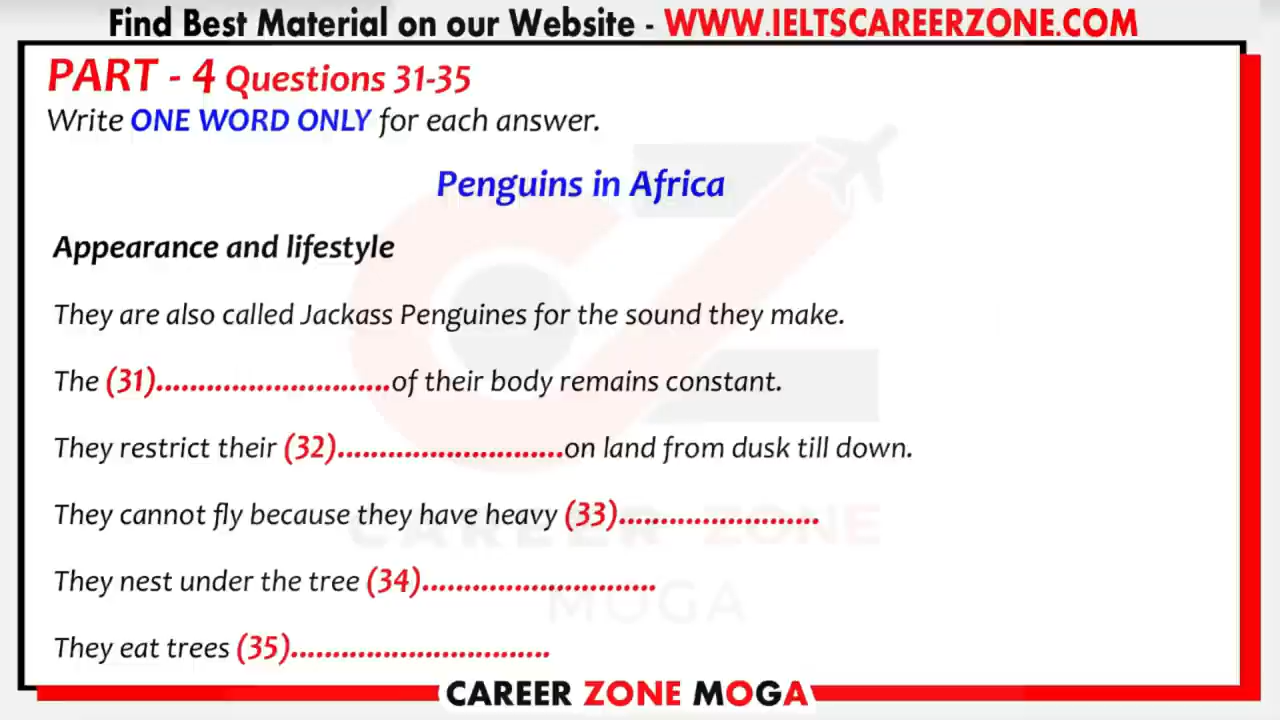 Find Best Material on our Website - WWW.IELTSCAREERZONE.COM
PART - 4 Questions 31-35
Write ONE WORD ONLY for each answer.
Penguins in Africa
Appearance and lifestyle
They are also called Jackass Penguines for the sound they make.
The (31)............................of their body remains constant.
They restrict their (32)...........................on land from dusk till down.
They cannot fly because they have heavy (33)........................
They nest under the tree (34)............................
They eat trees (35)...............................
CAREER ZONE
MOGA
CAREER ZONE MOGA